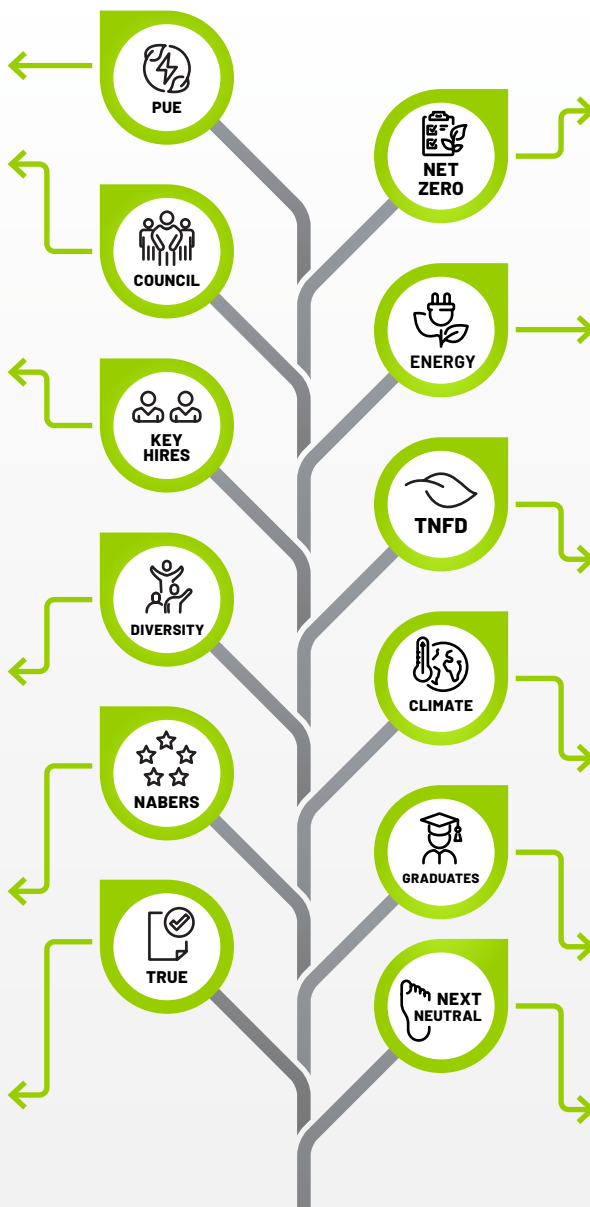 PUE
NET
ZERO
COUNCIL
ENERGY
KEY
HIRES
TNFD
DIVERSITY
CLIMATE
NABERS
GRADUATES
TRUE
NEXT
NEUTRAL